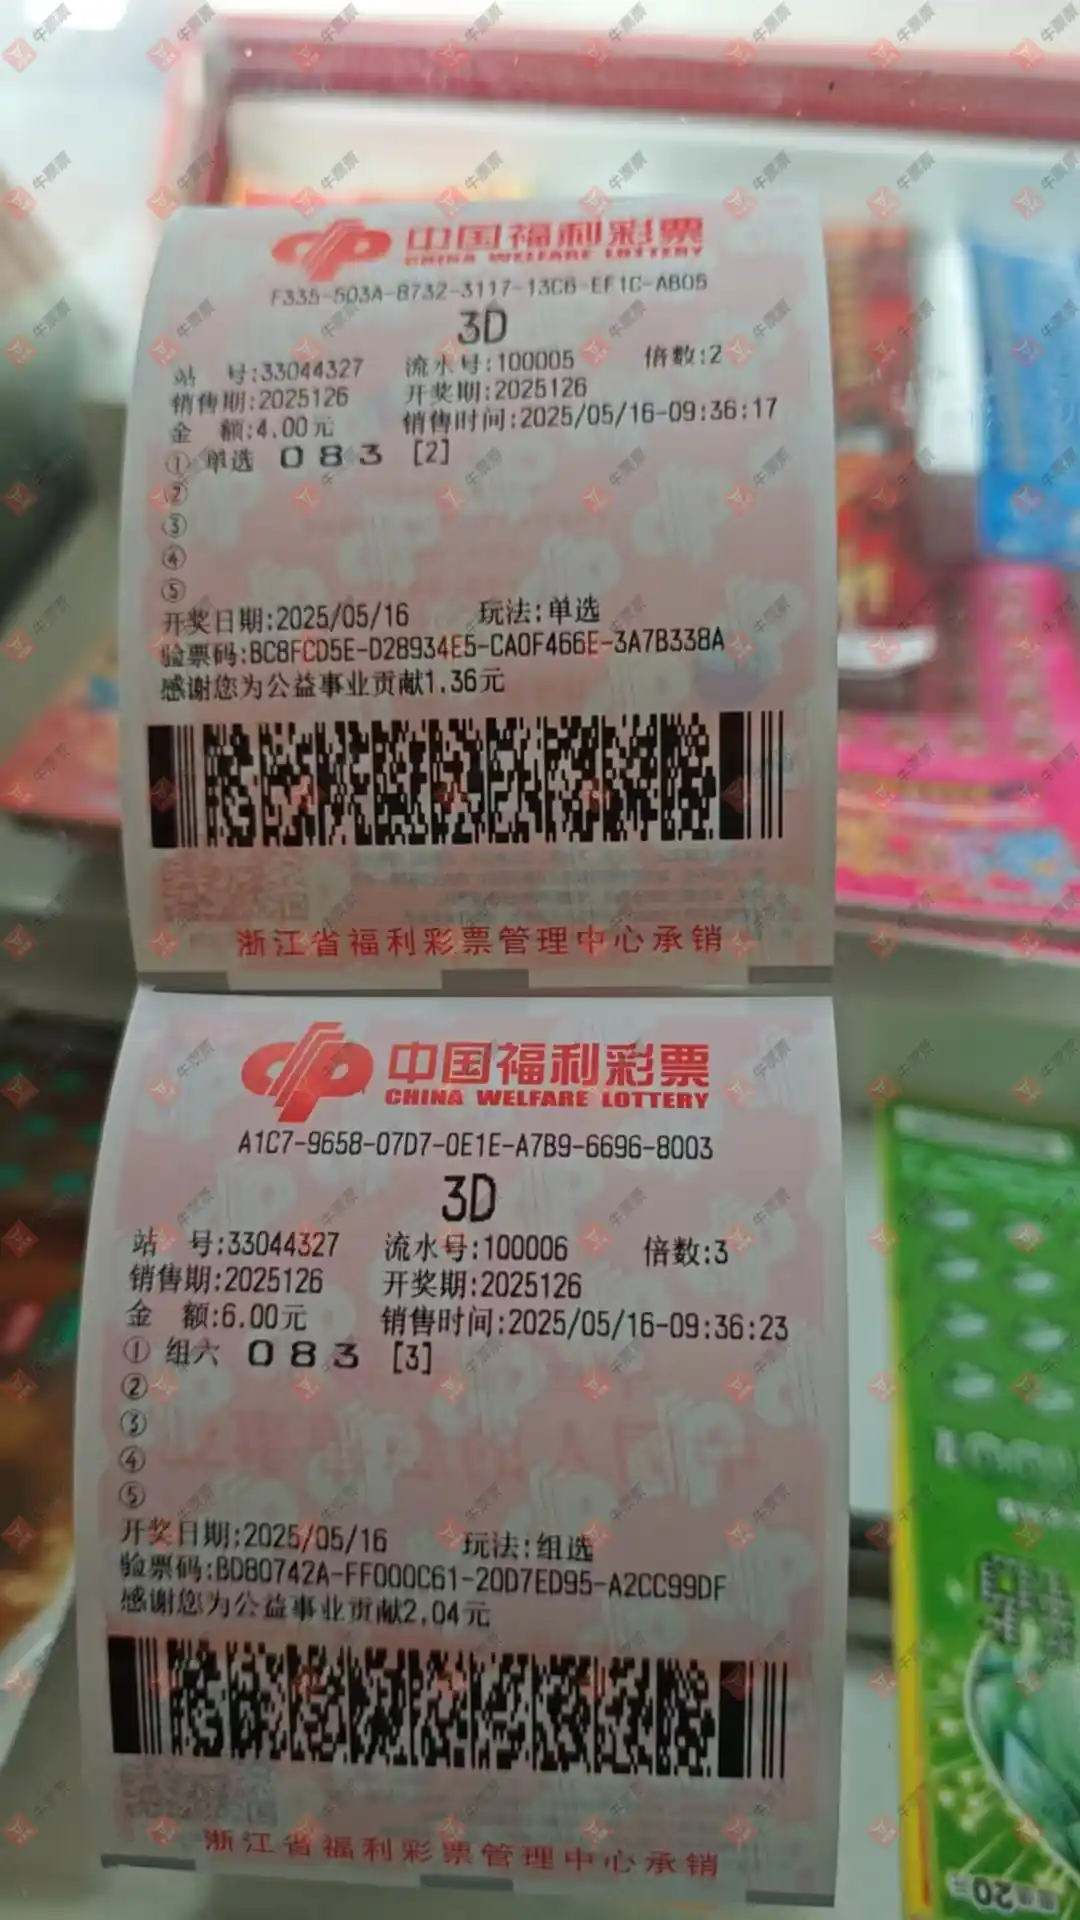 中国福利彩票
CHINA WELFARE LOTTERY
F335-503A-8732-3117-13C6-EF1C-AB05
3D
站 号:33044327 流水号:100005 倍数:2
销售期:2025126 开奖期:2025126
金 额:4.00元 销售时间:2025/05/16-09:36:17
① 单选 0 8 3 [2]
②
③
④
⑤
开奖日期:2025/05/16 玩法:单选
验票码:BC8FCD5E-D28934E5-CA0F466E-3A7B338A
感谢您为公益事业贡献1.36元
浙江省福利彩票管理中心承销
中国福利彩票
CHINA WELFARE LOTTERY
A1C7-9658-07D7-0E1E-A7B9-6696-8003
3D
站 号:33044327 流水号:100006 倍数:3
销售期:2025126 开奖期:2025126
金 额:6.00元 销售时间:2025/05/16-09:36:23
① 组六 0 8 3 [3]
②
③
④
⑤
开奖日期:2025/05/16 玩法:组选
验票码:BD80742A-FF000C61-20D7ED95-A2CC99DF
感谢您为公益事业贡献2.04元
浙江省福利彩票管理中心承销
20元
牛票票